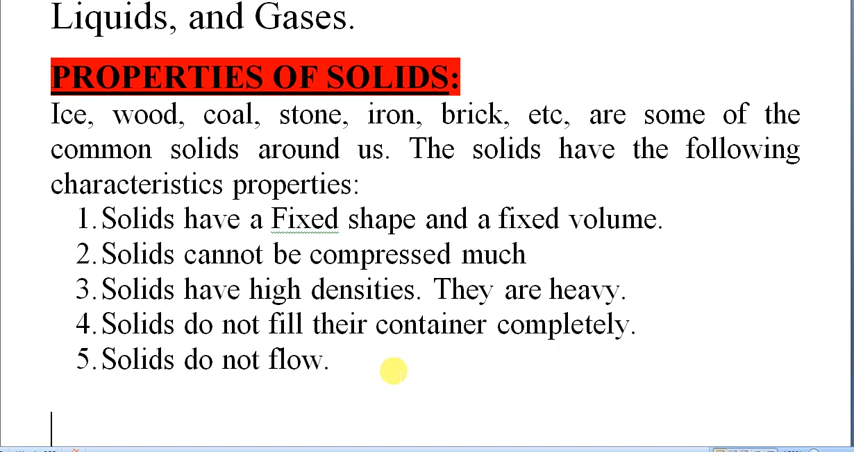 Liquids, and Gases.
PROPERTIES OF SOLIDS:
Ice, wood, coal, stone, iron, brick, etc, are some of the
common solids around us. The solids have the following
characteristics properties:
1.Solids have a Fixed shape and a fixed volume.
2.Solids cannot be compressed much
3.Solids have high densities. They are heavy.
4.Solids do not fill their container completely.
5.Solids do not flow.